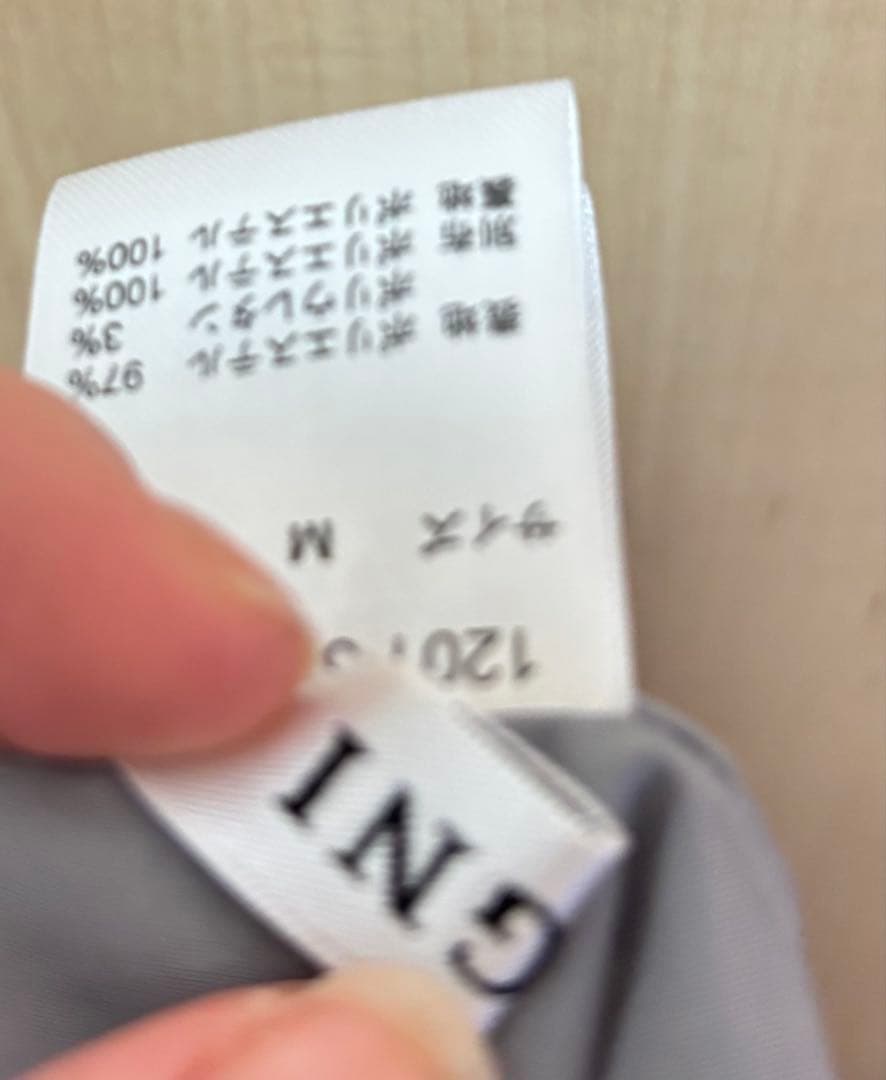 GNI
120
サイズ M
表地 ポリエステル 97%
ポリウレタン 3%
別布 ポリエステル 100%
裏地 ポリエステル 100%